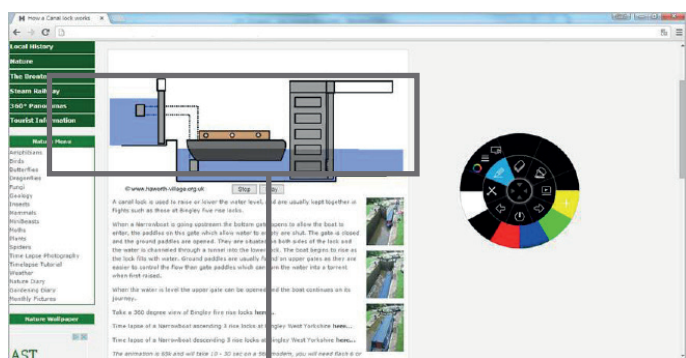 How a Canal lock works
Local History
Nature
The Brontes
Steam Railway
360° Panoramas
Tourist Information
Nature Menu
Amphibians
Birds
Butterflies
Dragonflies
Fungi
Geology
Insects
Mammals
MiniBeasts
Moths
Plants
Spiders
Time Lapse Photography
Timelapse Tutorial
Weather
Nature Diary
Gardening Diary
Monthly Pictures
Nature Wallpaper
AST
©www.haworth-village.org.uk
Stop
A canal lock is used to raise or lower the water level, and are usually kept together in
flights such as these at Bingley five rise locks.
When a Narrowboat is going upstream the bottom gate opens to allow the boat to
enter, the paddles on the gate which allow water to are shut. The gate is closed
and the ground paddles are opened. They are situated on both sides of the lock and
the water is channeled through a tunnel into the lower lock. The boat begins to rise as
the lock fills with water. Ground paddles are usually found on upper gates as they are
easier to control the flow than gate paddles which can turn the water into a torrent
when first raised.
When the water is level the upper gate can be opened and the boat continues on its
journey.
Take a 360 degree view of Bingley five rise locks here...
Time lapse of a Narrowboat ascending 3 rise locks at Bingley West Yorkshire here...
Time lapse of a Narrowboat descending 3 rise locks at Bingley West Yorkshire here...
The animation is 60k and will take 10 - 30 sec on a 56k modem, you will need flash 6 or